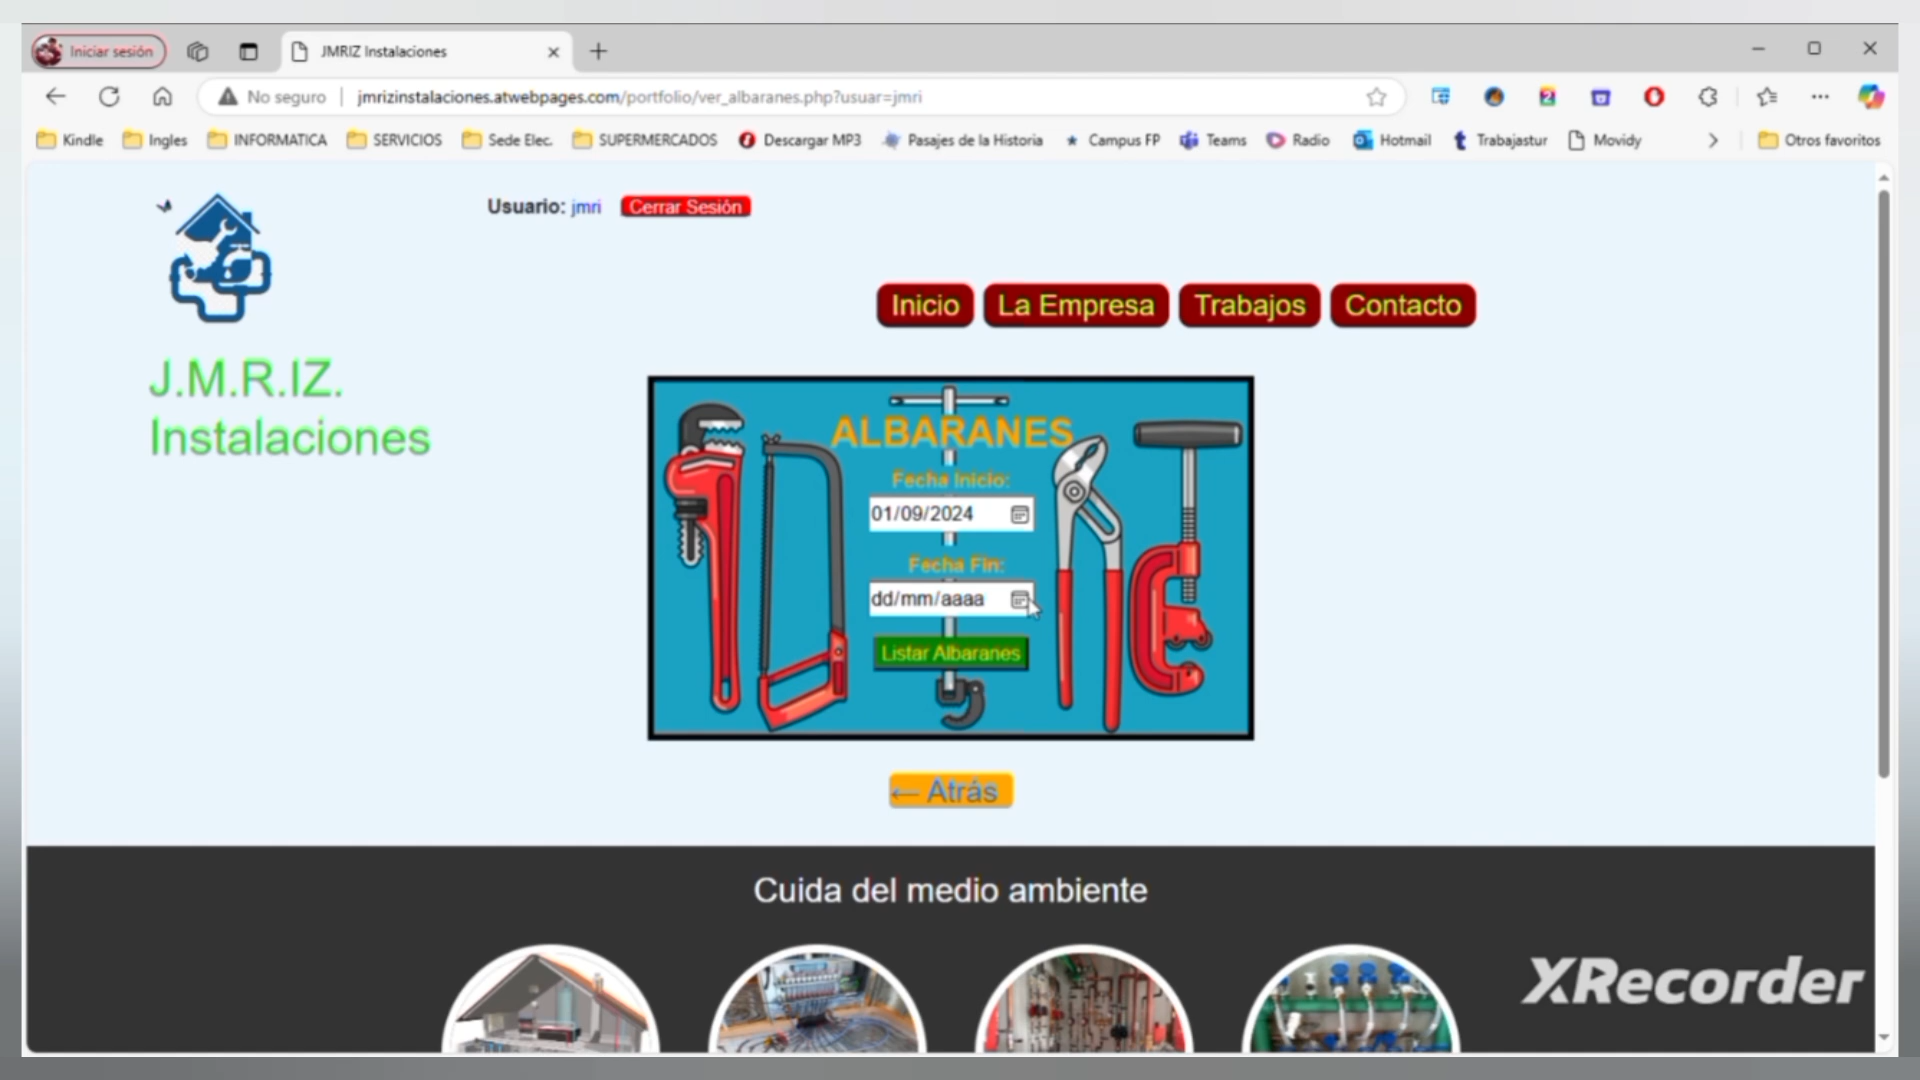 Iniciar sesión
JMRIZ Instalaciones
No seguro
jmrizinstalaciones.atwebpages.com/portfolio/ver_albaranes.php?usuar=jmri
Kindle
Ingles
INFORMATICA
SERVICIOS
Sede Elec.
SUPERMERCADOS
Descargar MP3
Pasajes de la Historia
Campus FP
Teams
Radio
Hotmail
Trabajastur
Movidy
Otros favoritos
Usuario: jmri
Cerrar Sesión
Inicio
La Empresa
Trabajos
Contacto
J.M.R.IZ.
Instalaciones
ALBARANES
Fecha Inicio:
01/09/2024
Fecha Fin:
dd/mm/aaaa
Listar Albaranes
← Atrás
Cuida del medio ambiente
XRecorder